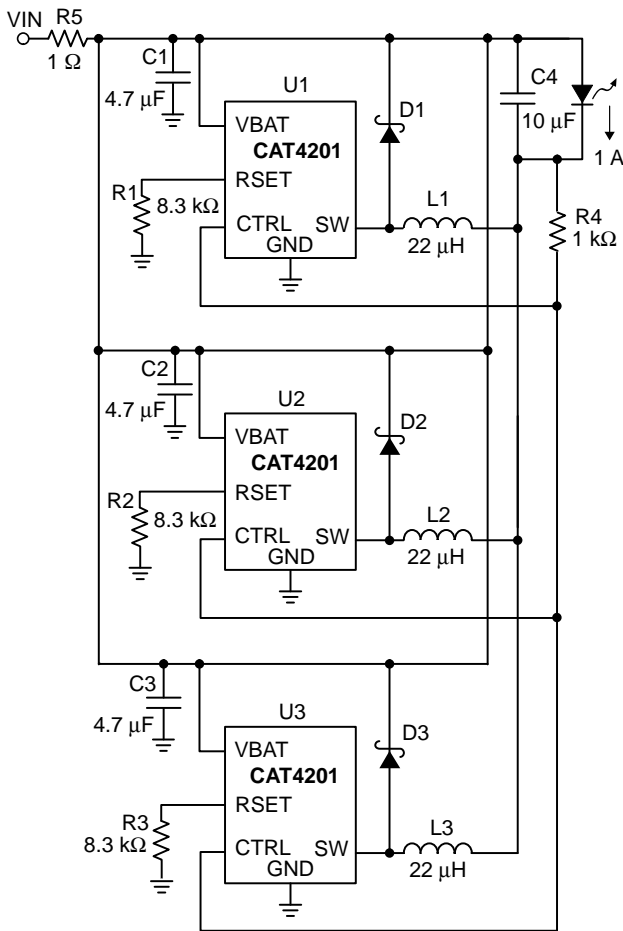 VIN
R5
1 Ω
C1
4.7 μF
U1
VBAT
CAT4201
RSET
CTRL
SW
GND
R1
8.3 kΩ
D1
L1
22 μH
C4
10 μF
1 A
R4
1 kΩ
C2
4.7 μF
U2
VBAT
CAT4201
RSET
CTRL
SW
GND
R2
8.3 kΩ
D2
L2
22 μH
C3
4.7 μF
U3
VBAT
CAT4201
RSET
CTRL
SW
GND
R3
8.3 kΩ
D3
L3
22 μH